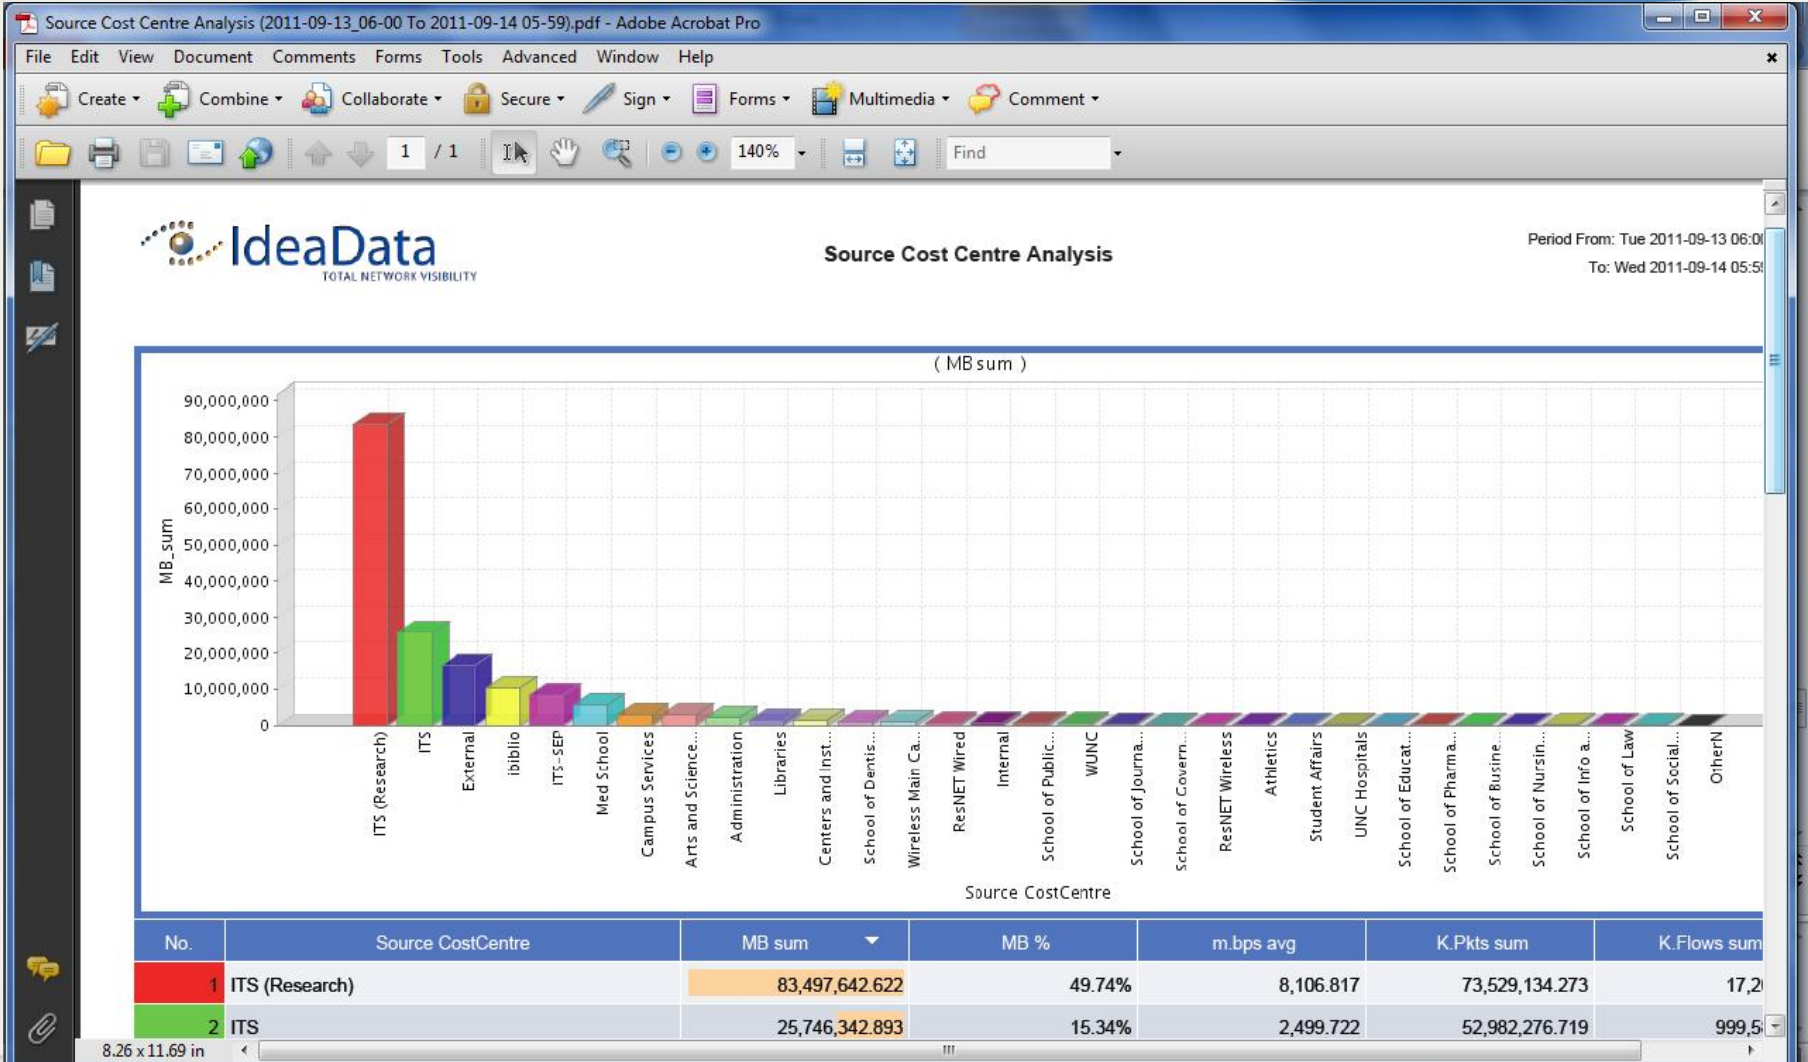 Source Cost Centre Analysis (2011-09-13_06-00 To 2011-09-14 05-59).pdf - Adobe Acrobat Pro
File Edit View Document Comments Forms Tools Advanced Window Help
Create Combine Collaborate Secure Sign Forms Multimedia Comment
1 / 1 140% Find
IdeaData
TOTAL NETWORK VISIBILITY
Source Cost Centre Analysis
Period From: Tue 2011-09-13 06:0
To: Wed 2011-09-14 05:5
( MB sum )
90,000,000
80,000,000
70,000,000
60,000,000
50,000,000
40,000,000
30,000,000
20,000,000
10,000,000
0
MB_sum
ITS (Research)
ITS
External
ibiblio
ITS-SEP
Med School
Campus Services
Arts and Science...
Administration
Libraries
Centers and Inst...
School of Dentis...
Wireless Main Ca...
ResNET Wired
Internal
School of Public...
WUNC
School of Journa...
School of Govern...
ResNET Wireless
Athletics
Student Affairs
UNC Hospitals
School of Educat...
School of Pharma...
School of Busine...
School of Nursin...
School of Info a...
School of Law
School of Social...
OtherN
Source CostCentre
No. Source CostCentre MB sum MB % m.bps avg K.Pkts sum K.Flows sum
1 ITS (Research) 83,497,642.622 49.74% 8,106.817 73,529,134.273 17,2
2 ITS 25,746,342.893 15.34% 2,499.722 52,982,276.719 999,5
8.26 x 11.69 in